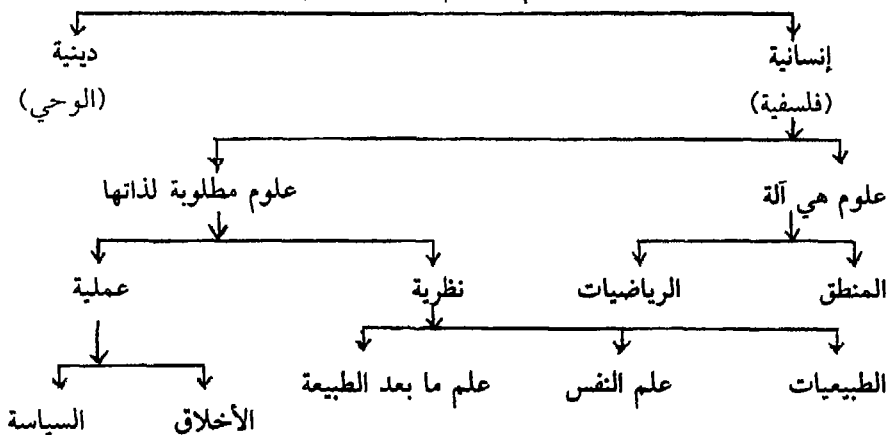 إنسانية دينية
(فلسفية) (الوحي)
علوم هي آلة علوم مطلوبة لذاتها
المنطق الرياضيات نظرية عملية
الطبيعيات علم النفس علم ما بعد الطبيعة
الأخلاق السياسة